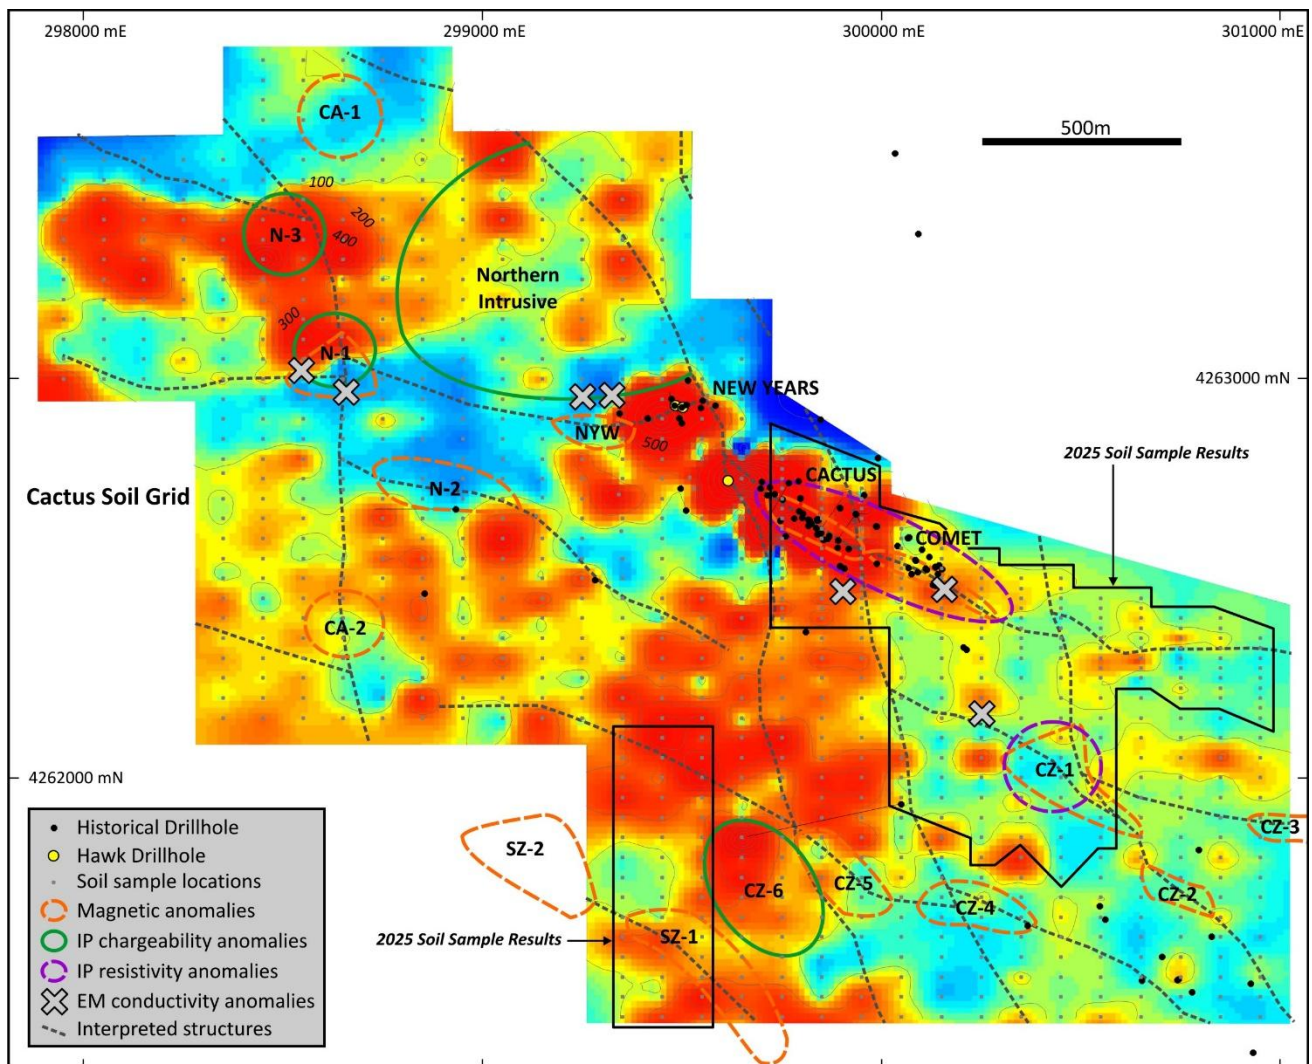 298000 mE
299000 mE
300000 mE
301000 mE
CA-1
500m
100
200
N-3
400
Northern
Intrusive
300
N-1
NEW YEARS
4263000 mN
NYW
500
2025 Soil Sample Results
CACTUS
Cactus Soil Grid
N-2
COMET
CA-2
4262000 mN
CZ-1
CZ-3
Historical Drillhole
Hawk Drillhole
Soil sample locations
Magnetic anomalies
IP chargeability anomalies
IP resistivity anomalies
EM conductivity anomalies
Interpreted structures
SZ-2
CZ-6
CZ-5
CZ-4
CZ-2
SZ-1
2025 Soil Sample Results